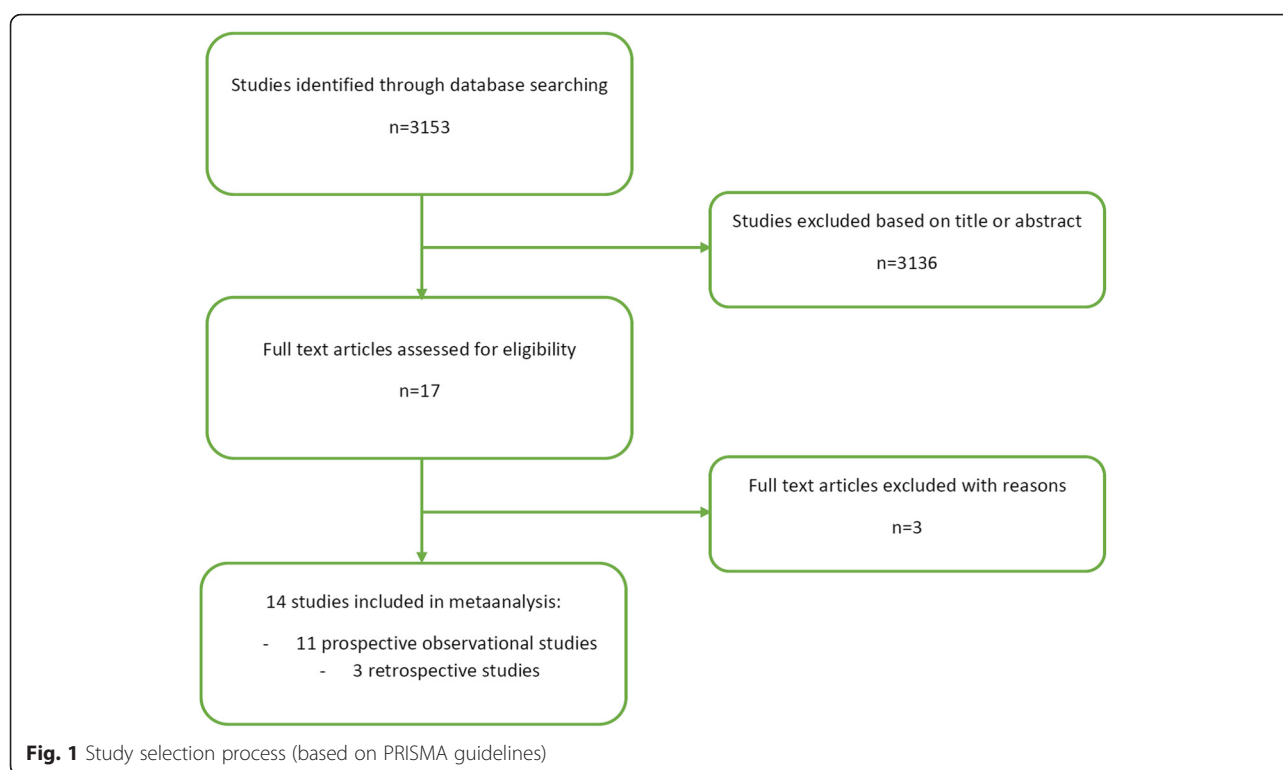 Studies identified through database searching
n=3153
Studies excluded based on title or abstract
n=3136
Full text articles assessed for eligibility
n=17
Full text articles excluded with reasons
n=3
14 studies included in metaanalysis:
- 11 prospective observational studies
- 3 retrospective studies
Fig. 1 Study selection process (based on PRISMA guidelines)